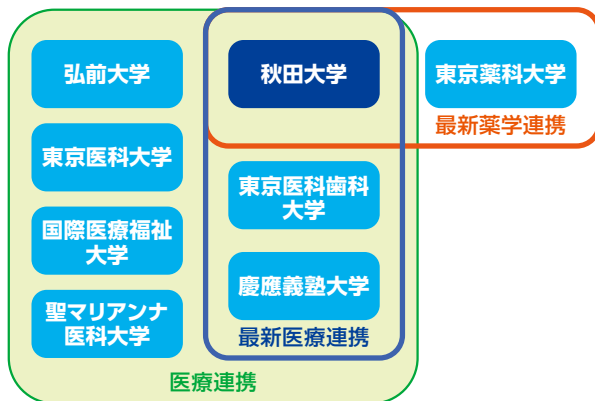 弘前大学
秋田大学
東京薬科大学
最新薬学連携
東京医科大学
東京医科歯科
大学
国際医療福祉
大学
慶應義塾大学
聖マリアンナ
医科大学
最新医療連携
医療連携